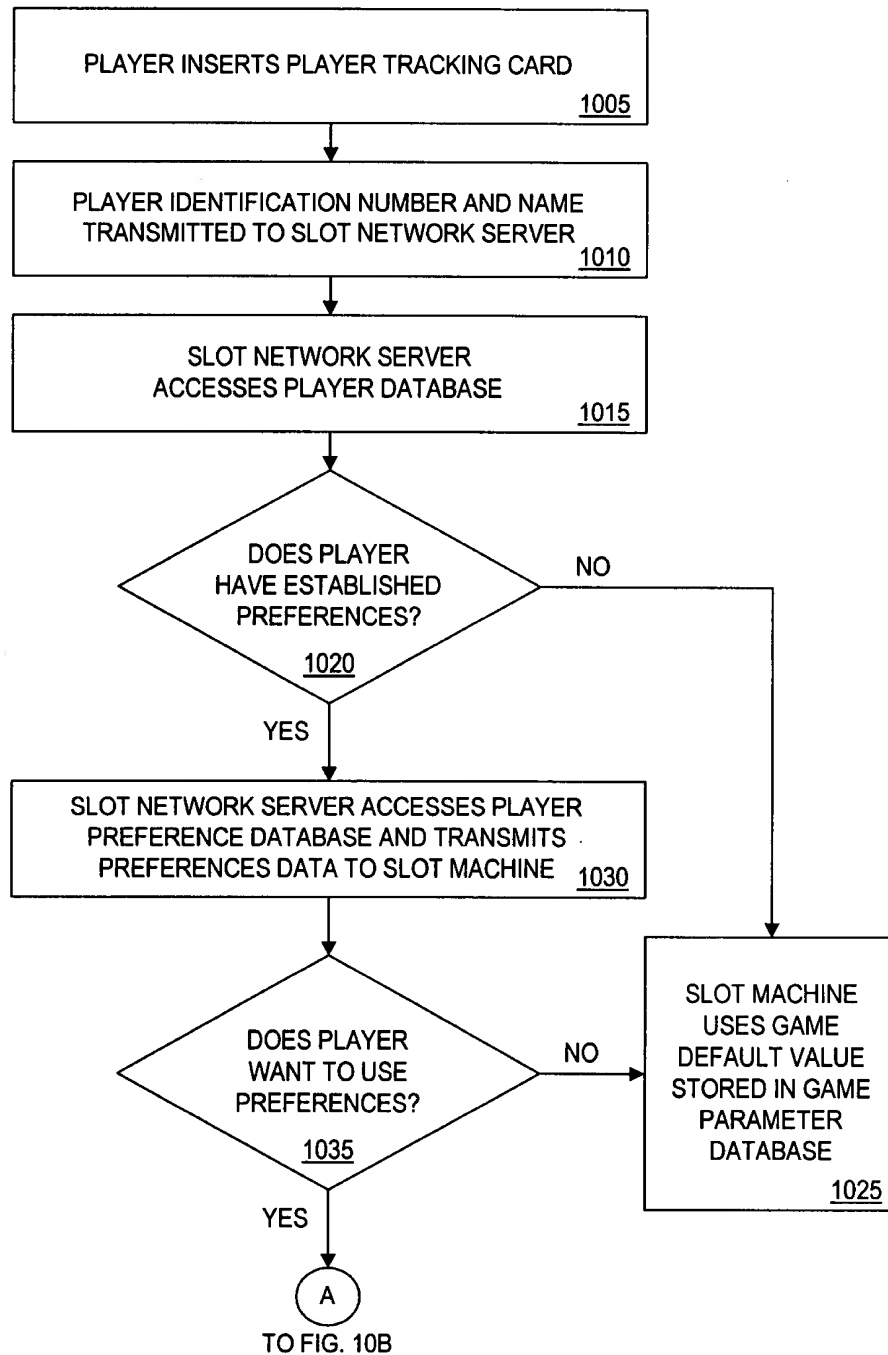 PLAYER INSERTS PLAYER TRACKING CARD
1005
PLAYER IDENTIFICATION NUMBER AND NAME
TRANSMITTED TO SLOT NETWORK SERVER
1010
SLOT NETWORK SERVER
ACCESSES PLAYER DATABASE
1015
DOES PLAYER
HAVE ESTABLISHED
PREFERENCES?
1020
NO
YES
SLOT NETWORK SERVER ACCESSES PLAYER
PREFERENCE DATABASE AND TRANSMITS
PREFERENCES DATA TO SLOT MACHINE
1030
DOES PLAYER
WANT TO USE
PREFERENCES?
1035
NO
YES
SLOT MACHINE
USES GAME
DEFAULT VALUE
STORED IN GAME
PARAMETER
DATABASE
1025
A
TO FIG. 10B